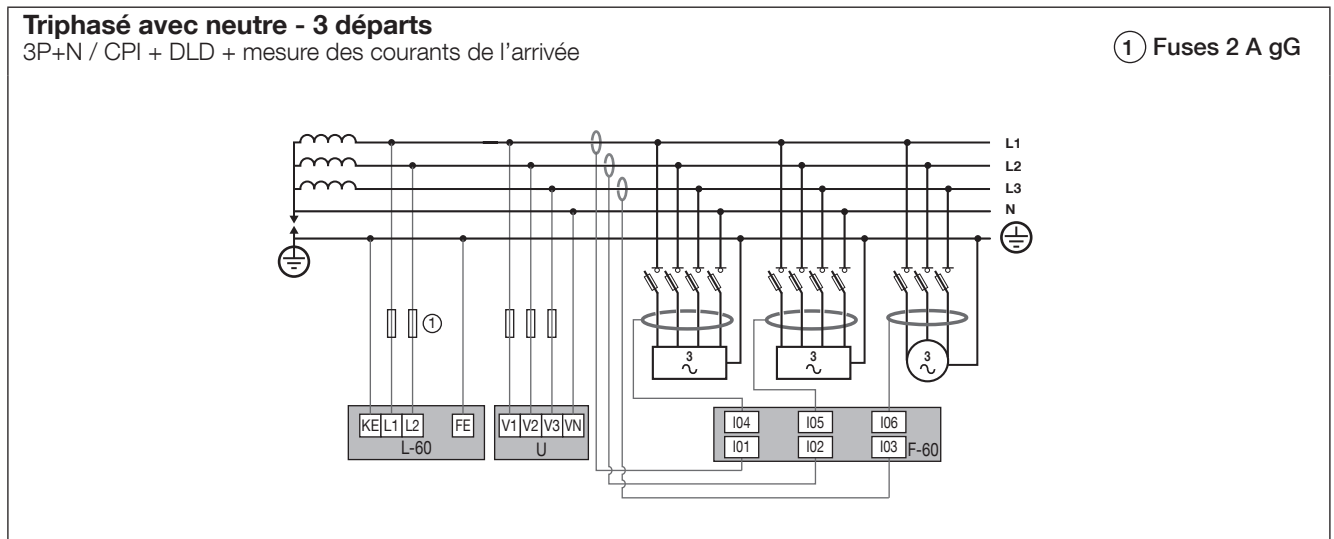 Triphasé avec neutre - 3 départs
3P+N / CPI + DLD + mesure des courants de l'arrivée
1 Fuses 2 A gG
L1
L2
L3
N
1
3
3
3
KE L1 L2 FE
L-60
V1 V2 V3 VN
U
I04 I05 I06
I01 I02 I03 F-60